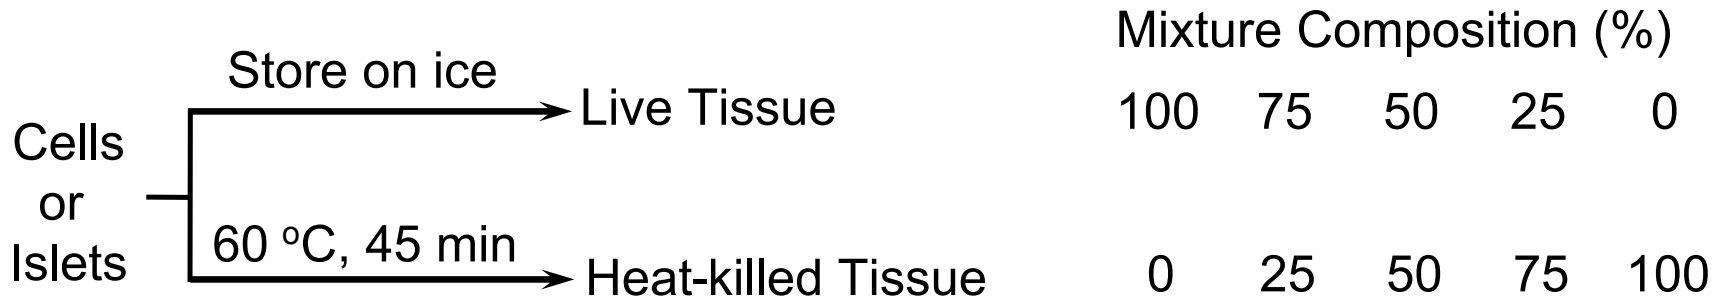 Mixture Composition (%)
Store on ice
Live Tissue 100 75 50 25 0
Cells
or
Islets
60 °C, 45 min
Heat-killed Tissue 0 25 50 75 100